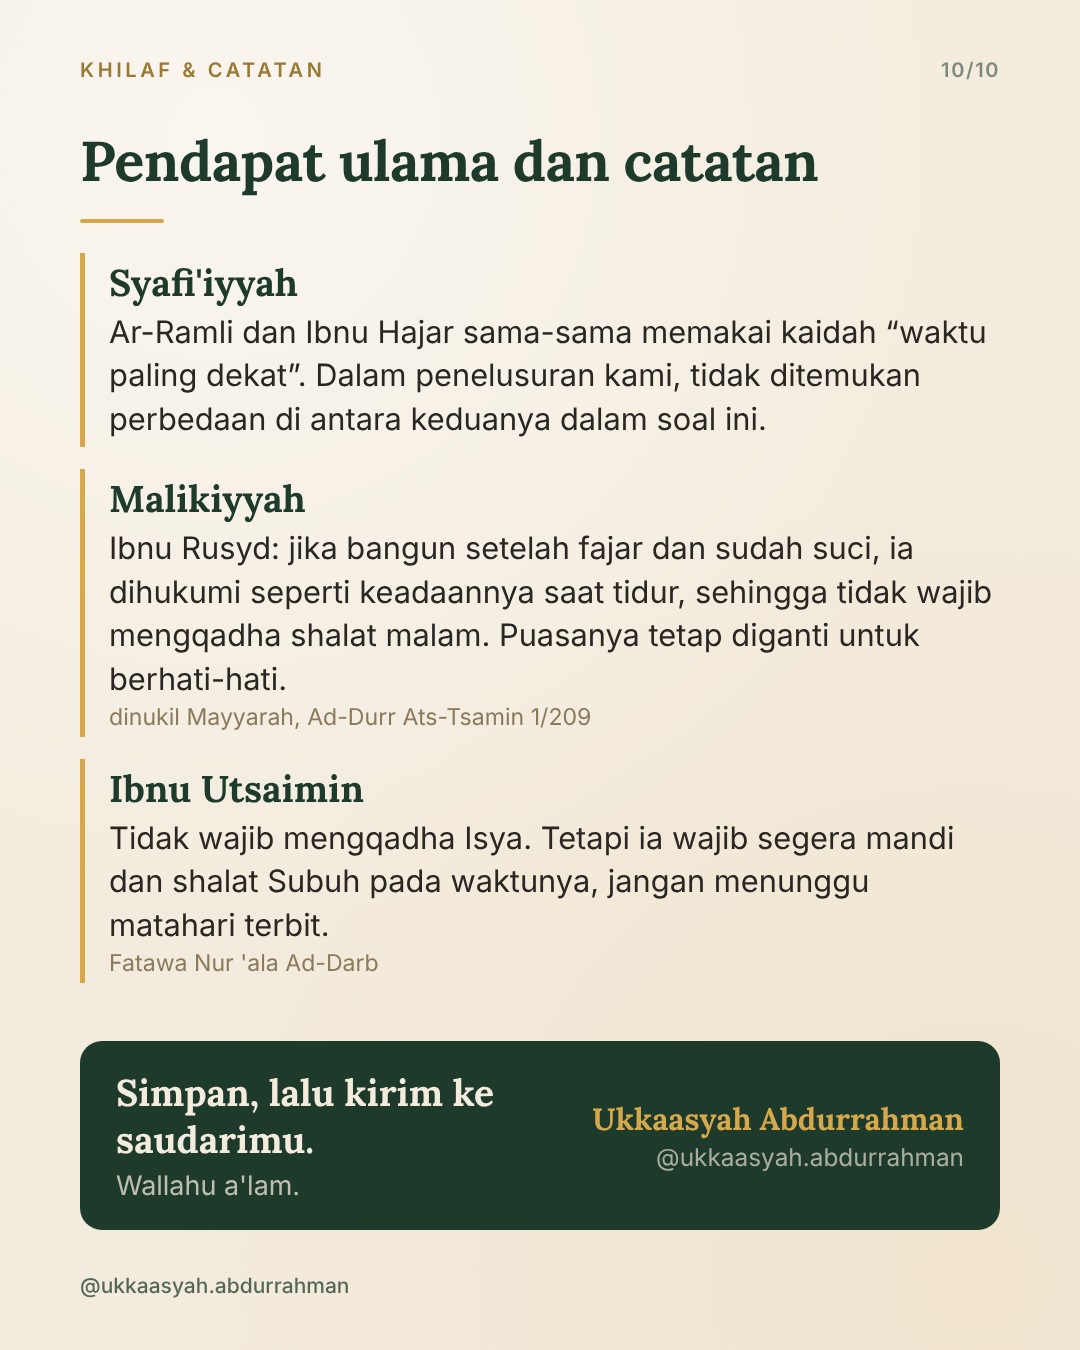 KHILAF & CATATAN
10/10
Pendapat ulama dan catatan
Syafi'iyyah
Ar-Ramli dan Ibnu Hajar sama-sama memakai kaidah “waktu
paling dekat”. Dalam penelusuran kami, tidak ditemukan
perbedaan di antara keduanya dalam soal ini.
Malikiyyah
Ibnu Rusyd: jika bangun setelah fajar dan sudah suci, ia
dihukumi seperti keadaannya saat tidur, sehingga tidak wajib
mengqadha shalat malam. Puasanya tetap diganti untuk
berhati-hati.
dinukil Mayyarah, Ad-Durr Ats-Tsamin 1/209
Ibnu Utsaimin
Tidak wajib mengqadha Isya. Tetapi ia wajib segera mandi
dan shalat Subuh pada waktunya, jangan menunggu
matahari terbit.
Fatawa Nur 'ala Ad-Darb
Simpan, lalu kirim ke
saudarimu.
Wallahu a'lam.
Ukkaasyah Abdurrahman
@ukkaasyah.abdurrahman
@ukkaasyah.abdurrahman